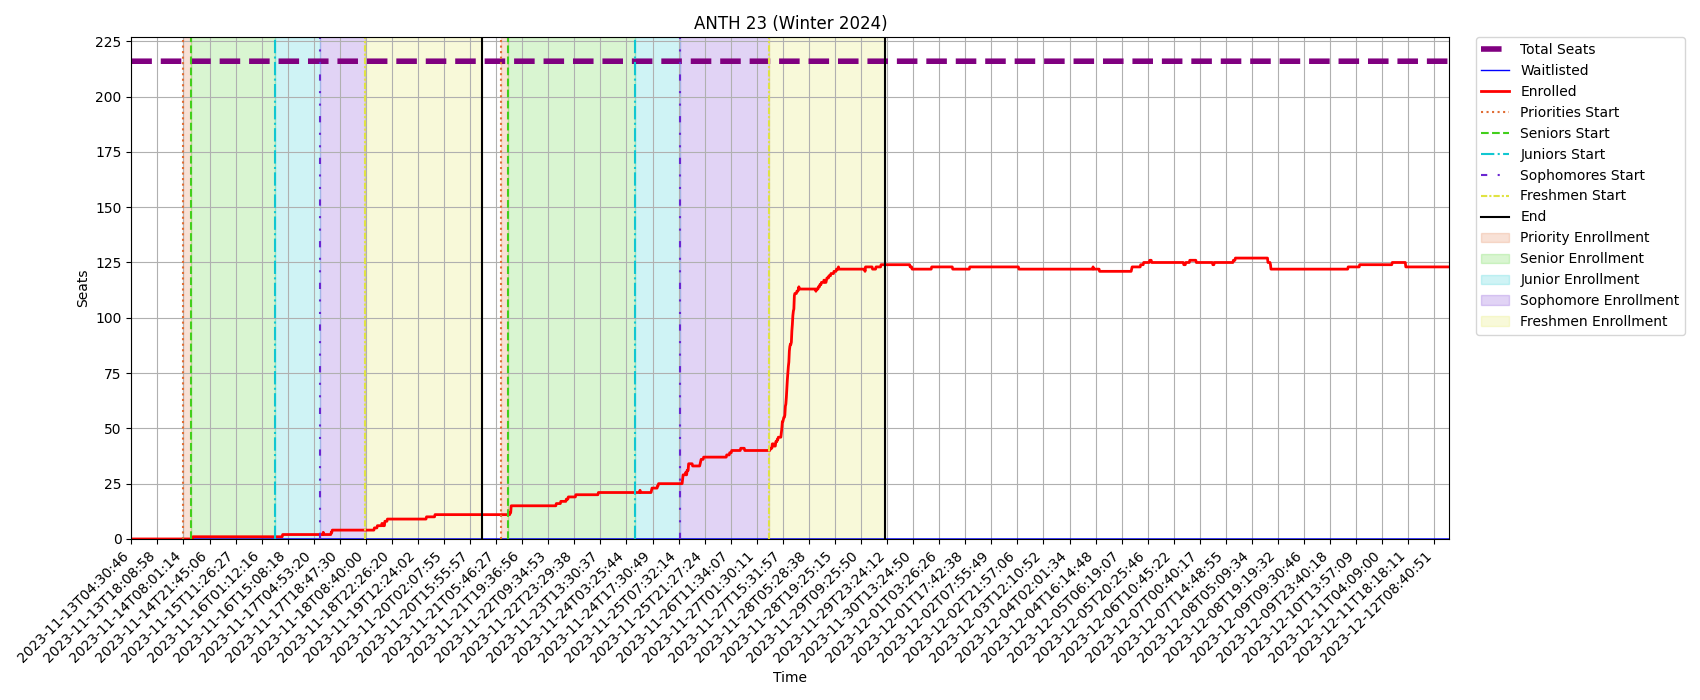 ANTH 23 (Winter 2024)
Seats
225
200
175
150
125
100
75
50
25
0
2023-11-13T04:30:46
2023-11-13T18:08:58
2023-11-14T08:01:14
2023-11-14T21:45:06
2023-11-15T11:26:27
2023-11-16T01:12:16
2023-11-16T15:08:18
2023-11-17T04:53:20
2023-11-17T18:47:30
2023-11-18T08:40:00
2023-11-18T22:26:20
2023-11-19T12:24:02
2023-11-20T02:07:55
2023-11-20T15:55:57
2023-11-21T05:46:27
2023-11-21T19:36:56
2023-11-22T09:34:53
2023-11-22T23:29:38
2023-11-23T13:30:37
2023-11-24T03:25:44
2023-11-24T17:30:49
2023-11-25T07:32:14
2023-11-25T21:27:24
2023-11-26T11:34:07
2023-11-27T01:30:11
2023-11-27T15:31:57
2023-11-28T05:28:38
2023-11-28T19:25:15
2023-11-29T09:25:50
2023-11-29T23:24:12
2023-11-30T13:24:50
2023-12-01T03:26:26
2023-12-01T17:42:38
2023-12-02T07:55:49
2023-12-02T21:57:06
2023-12-03T12:10:52
2023-12-04T02:01:34
2023-12-04T16:14:48
2023-12-05T06:19:07
2023-12-05T20:25:46
2023-12-06T10:45:22
2023-12-07T00:40:17
2023-12-07T14:48:55
2023-12-08T05:09:34
2023-12-08T19:19:32
2023-12-09T09:30:46
2023-12-09T23:40:18
2023-12-10T13:57:09
2023-12-11T04:09:00
2023-12-11T18:18:11
2023-12-12T08:40:51
Time
Total Seats
Waitlisted
Enrolled
Priorities Start
Seniors Start
Juniors Start
Sophomores Start
Freshmen Start
End
Priority Enrollment
Senior Enrollment
Junior Enrollment
Sophomore Enrollment
Freshmen Enrollment